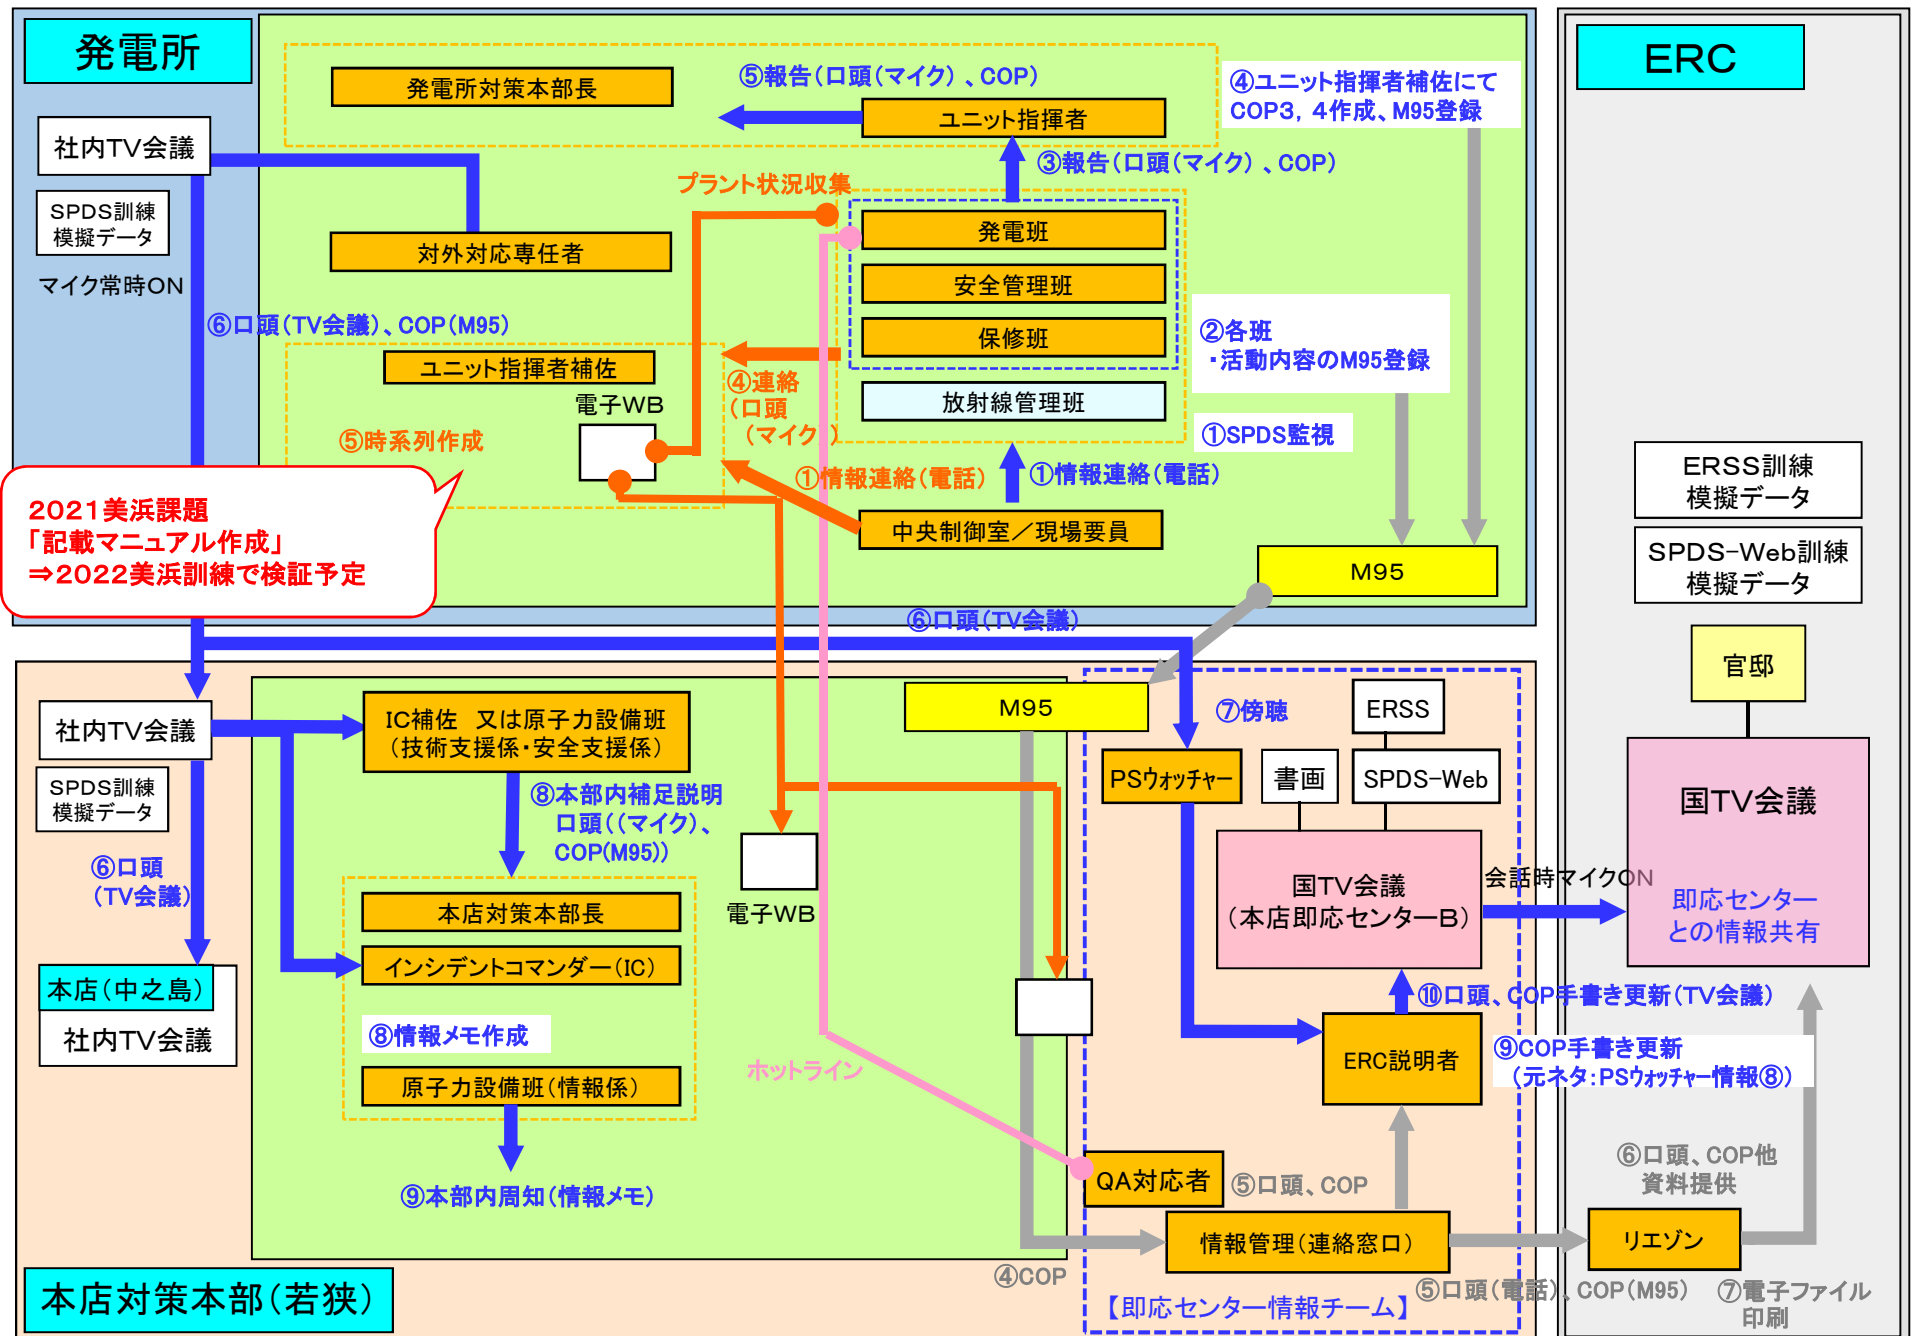 発電所
ERC
発電所対策本部長
⑤報告(口頭(マイク)、COP)
ユニット指揮者
④ユニット指揮者補佐にて
COP3, 4作成、M95登録
社内TV会議
SPDS訓練
模擬データ
マイク常時ON
③報告(口頭(マイク)、COP)
プラント状況収集
対外対応専任者
発電班
安全管理班
保修班
放射線管理班
②各班
・活動内容のM95登録
①SPDS監視
⑥口頭(TV会議)、COP(M95)
ユニット指揮者補佐
電子WB
④連絡
(口頭
(マイク)
⑤時系列作成
①情報連絡(電話)
①情報連絡(電話)
中央制御室/現場要員
2021美浜課題
「記載マニュアル作成」
⇒2022美浜訓練で検証予定
M95
ERSS訓練
模擬データ
SPDS-Web訓練
模擬データ
⑥口頭(TV会議)
官邸
社内TV会議
SPDS訓練
模擬データ
IC補佐 又は原子力設備班
(技術支援係・安全支援係)
M95
⑦傍聴
ERSS
PSウォッチャー
書画
SPDS-Web
⑧本部内補足説明
口頭((マイク)、
COP(M95))
国TV会議
⑥口頭
(TV会議)
電子WB
国TV会議
(本店即応センターB)
会話時マイクON
即応センター
との情報共有
本店対策本部長
インシデントコマンダー(IC)
本店(中之島)
社内TV会議
⑧情報メモ作成
原子力設備班(情報係)
ホットライン
⑩口頭、COP手書き更新(TV会議)
ERC説明者
⑨COP手書き更新
(元ネタ:PSウォッチャー情報⑧)
⑨本部内周知(情報メモ)
QA対応者
⑤口頭、COP
⑥口頭、COP他
資料提供
情報管理(連絡窓口)
リエゾン
④COP
⑤口頭(電話)、COP(M95)
⑦電子ファイル
印刷
本店対策本部(若狭)
【即応センター情報チーム】